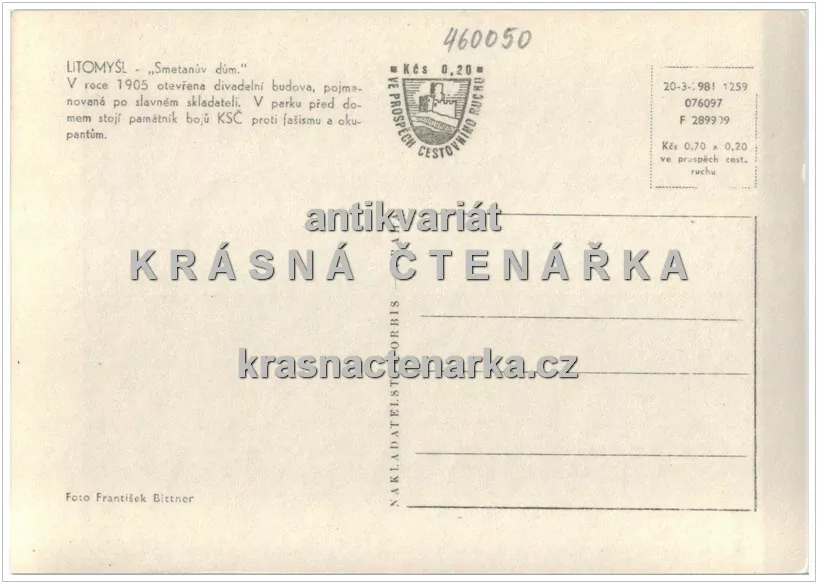 460050
LITOMYŠL - „Smetanův dům."
V roce 1905 otevřena divadelní budova, pojme-
novaná po slavném skladateli. V parku před do-
mem stojí památník bojů KSČ proti fašismu a oku-
pantům.
Kčs 0,20
VE PROSPĚCH CESTOVNÍHO RUCHU
20-3-1981 1259
076097
F 289909
Kčs 0,70 a 0,20
ve prospěch cest.
ruchu
antikvariát
KRÁSNÁ ČTENÁŘKA
krasnactenarka.cz
NAKLADATELSTVÍ ORBIS
Foto František Bittner